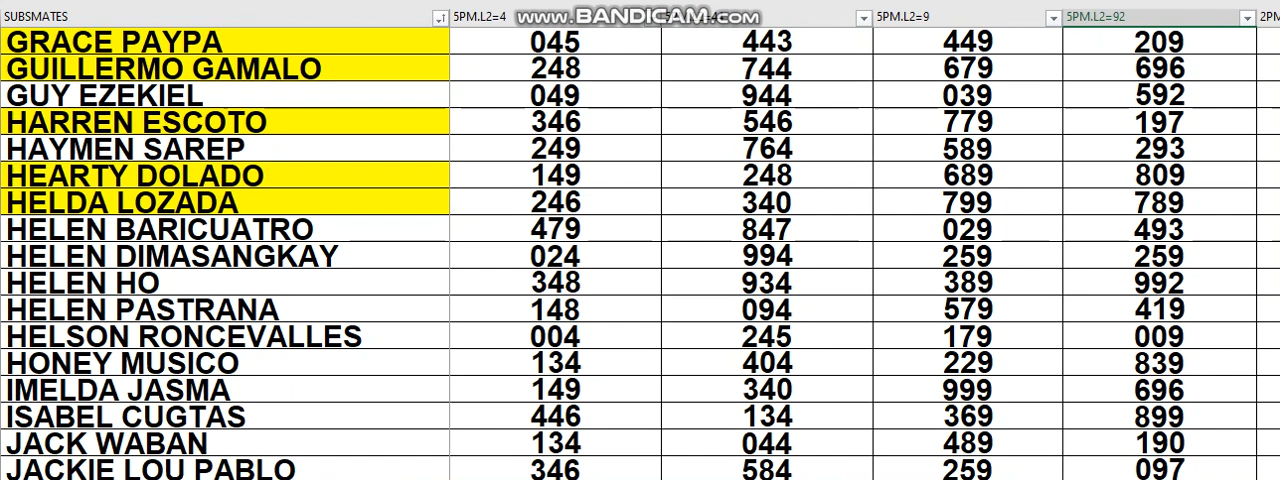 SUBSMATES 5PM.L2=4 www.BANDICAM.com 5PM.L2=9 5PM.L2=92 2PM
GRACE PAYPA 045 443 449 209
GUILLERMO GAMALO 248 744 679 696
GUY EZEKIEL 049 944 039 592
HARREN ESCOTO 346 546 779 197
HAYMEN SAREP 249 764 589 293
HEARTY DOLADO 149 248 689 809
HELDA LOZADA 246 340 799 789
HELEN BARICUATRO 479 847 029 493
HELEN DIMASANGKAY 024 994 259 259
HELEN HO 348 934 389 992
HELEN PASTRANA 148 094 579 419
HELSON RONCEVALLES 004 245 179 009
HONEY MUSICO 134 404 229 839
IMELDA JASMA 149 340 999 696
ISABEL CUGTAS 446 134 369 899
JACK WABAN 134 044 489 190
JACKIE LOU PABLO 346 584 259 097